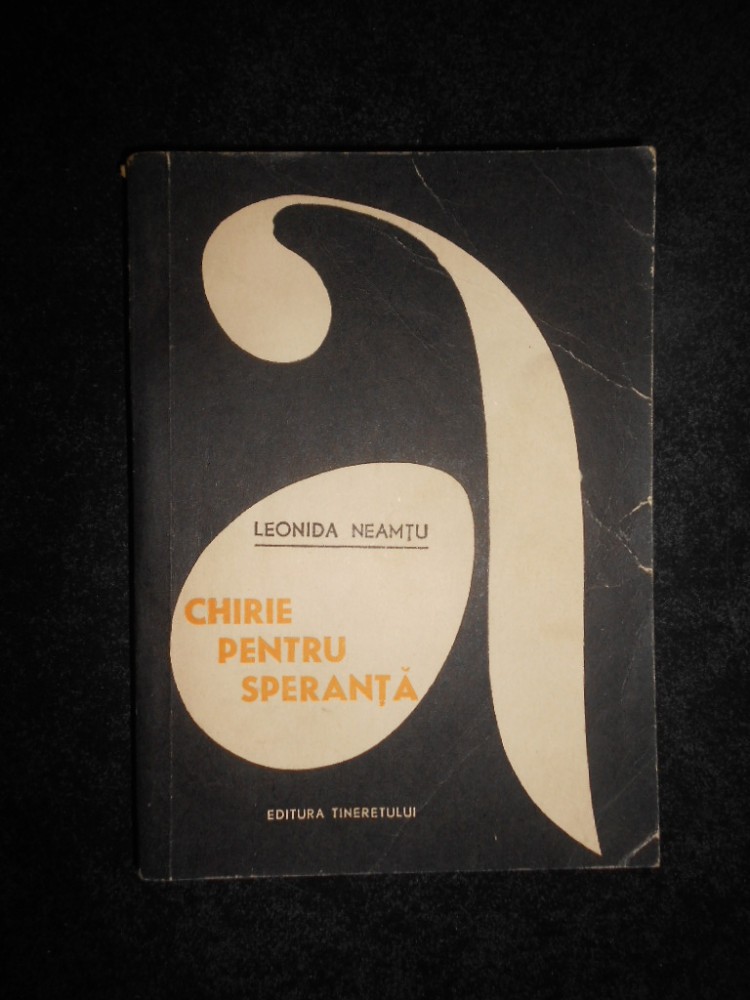 a
LEONIDA NEAMȚU
CHIRIE
PENTRU
SPERANȚĂ
EDITURA TINERETULUI